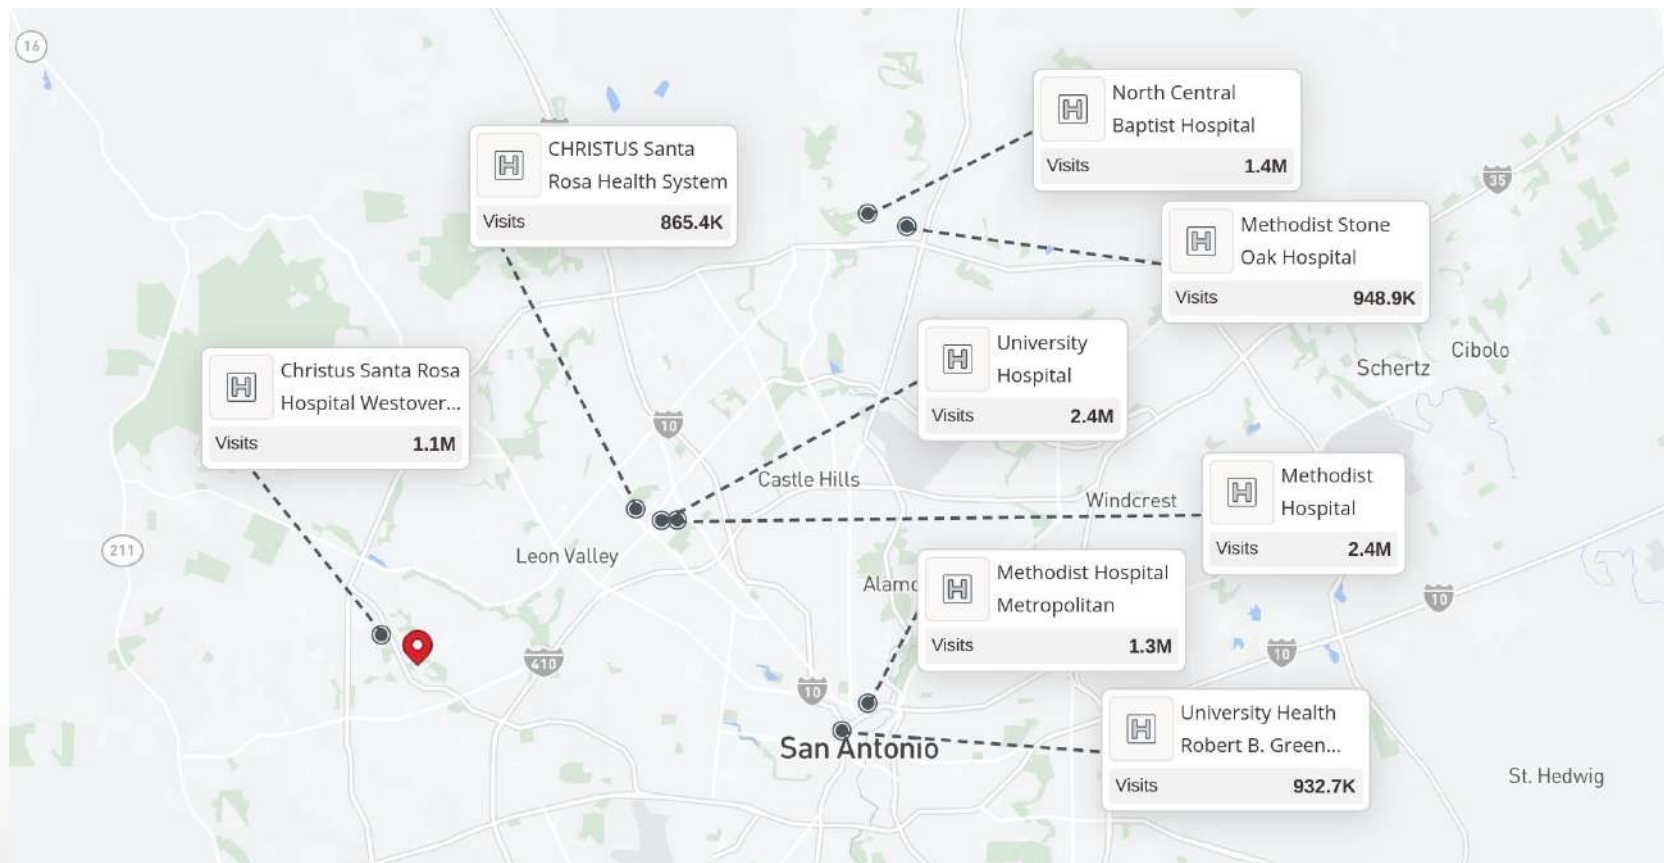 16
North Central
Baptist Hospital
Visits 1.4M
CHRISTUS Santa
Rosa Health System
Visits 865.4K
35
Methodist Stone
Oak Hospital
Visits 948.9K
University
Hospital
Visits 2.4M
Cibolo
Schertz
Christus Santa Rosa
Hospital Westover...
Visits 1.1M
10
Castle Hills
Windcrest
Methodist
Hospital
Visits 2.4M
211
Leon Valley
Alamo
Methodist Hospital
Metropolitan
Visits 1.3M
10
10
410
10
San Antonio
University Health
Robert B. Green...
Visits 932.7K
St. Hedwig